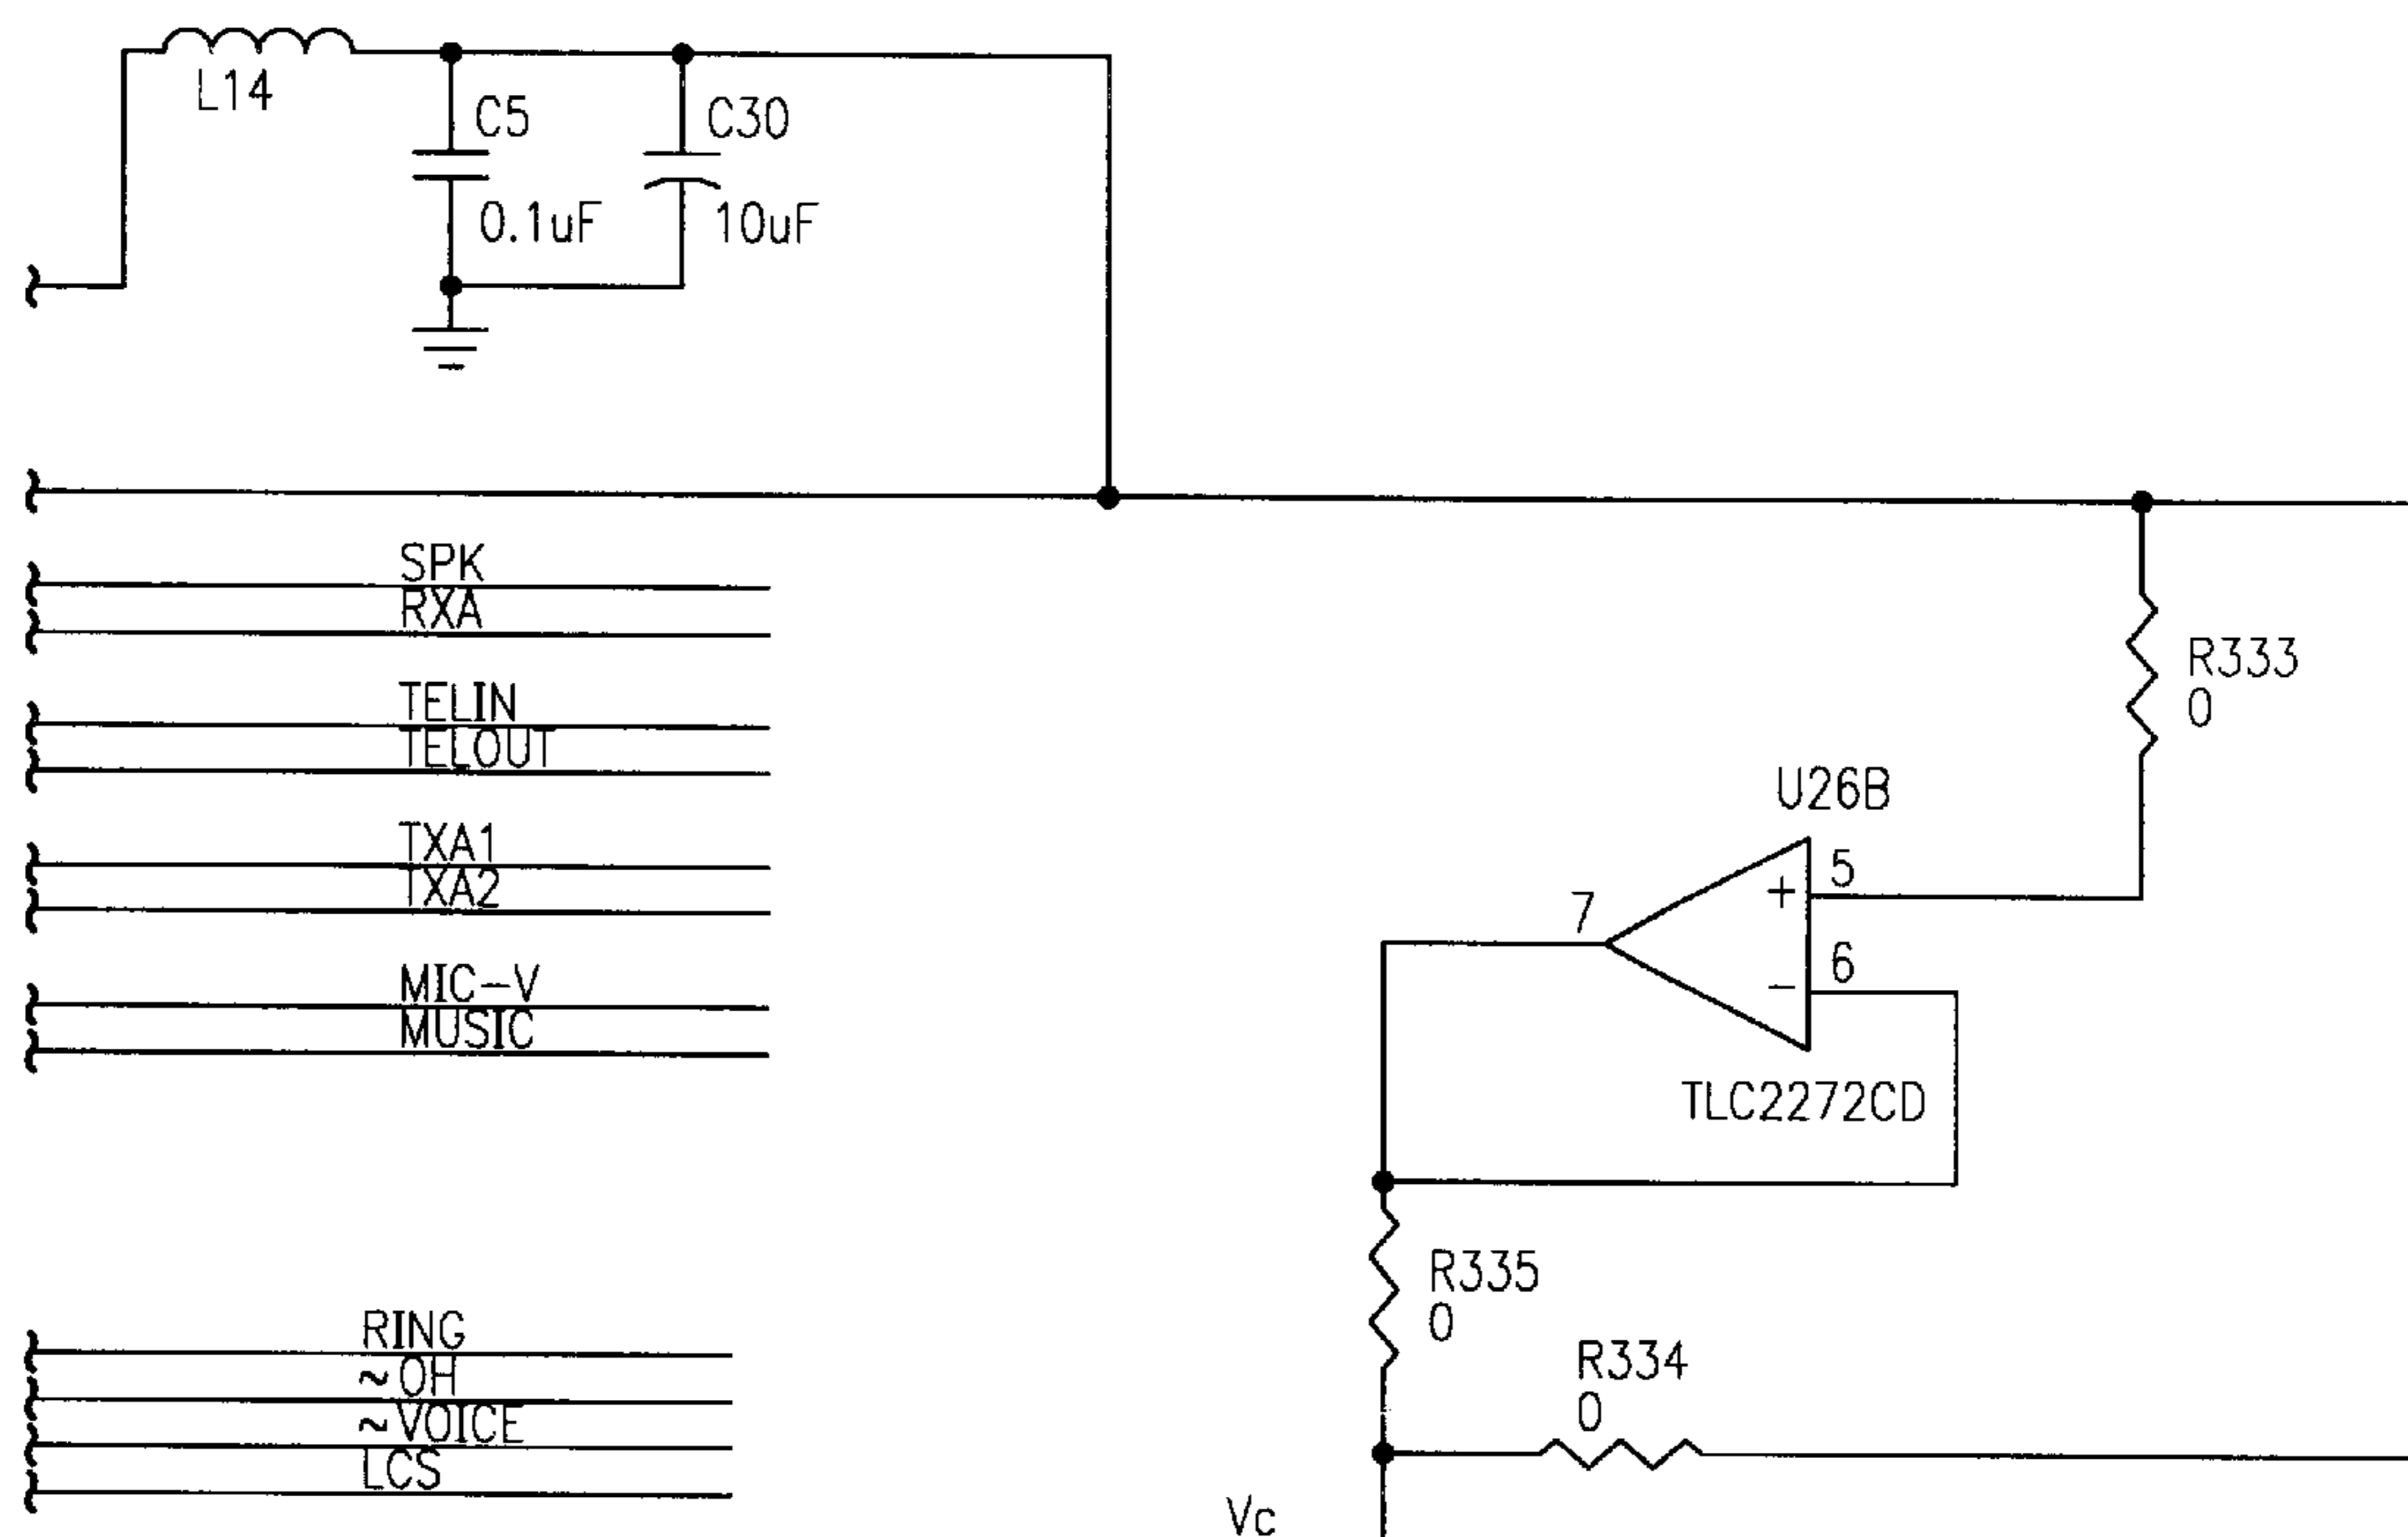 L14
C5
0.1uF
C30
10uF
SPK
RXA
TELIN
TELOUT
TXA1
TXA2
MIC-V
MUSIC
R333
0
U26B
5
+
7
6
-
TLC2272CD
R335
0
R334
0
RING
~OH
~VOICE
LCS
Vc